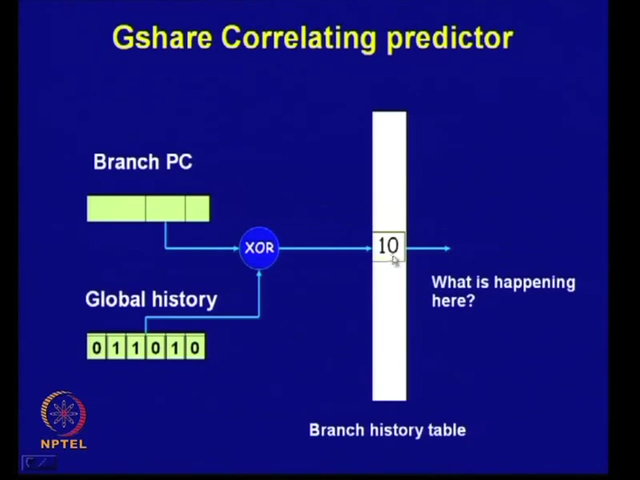 Gshare Correlating predictor
Branch PC
XOR
10
Global history
What is happening
here?
0 1 1 0 1 0
NPTEL
Branch history table